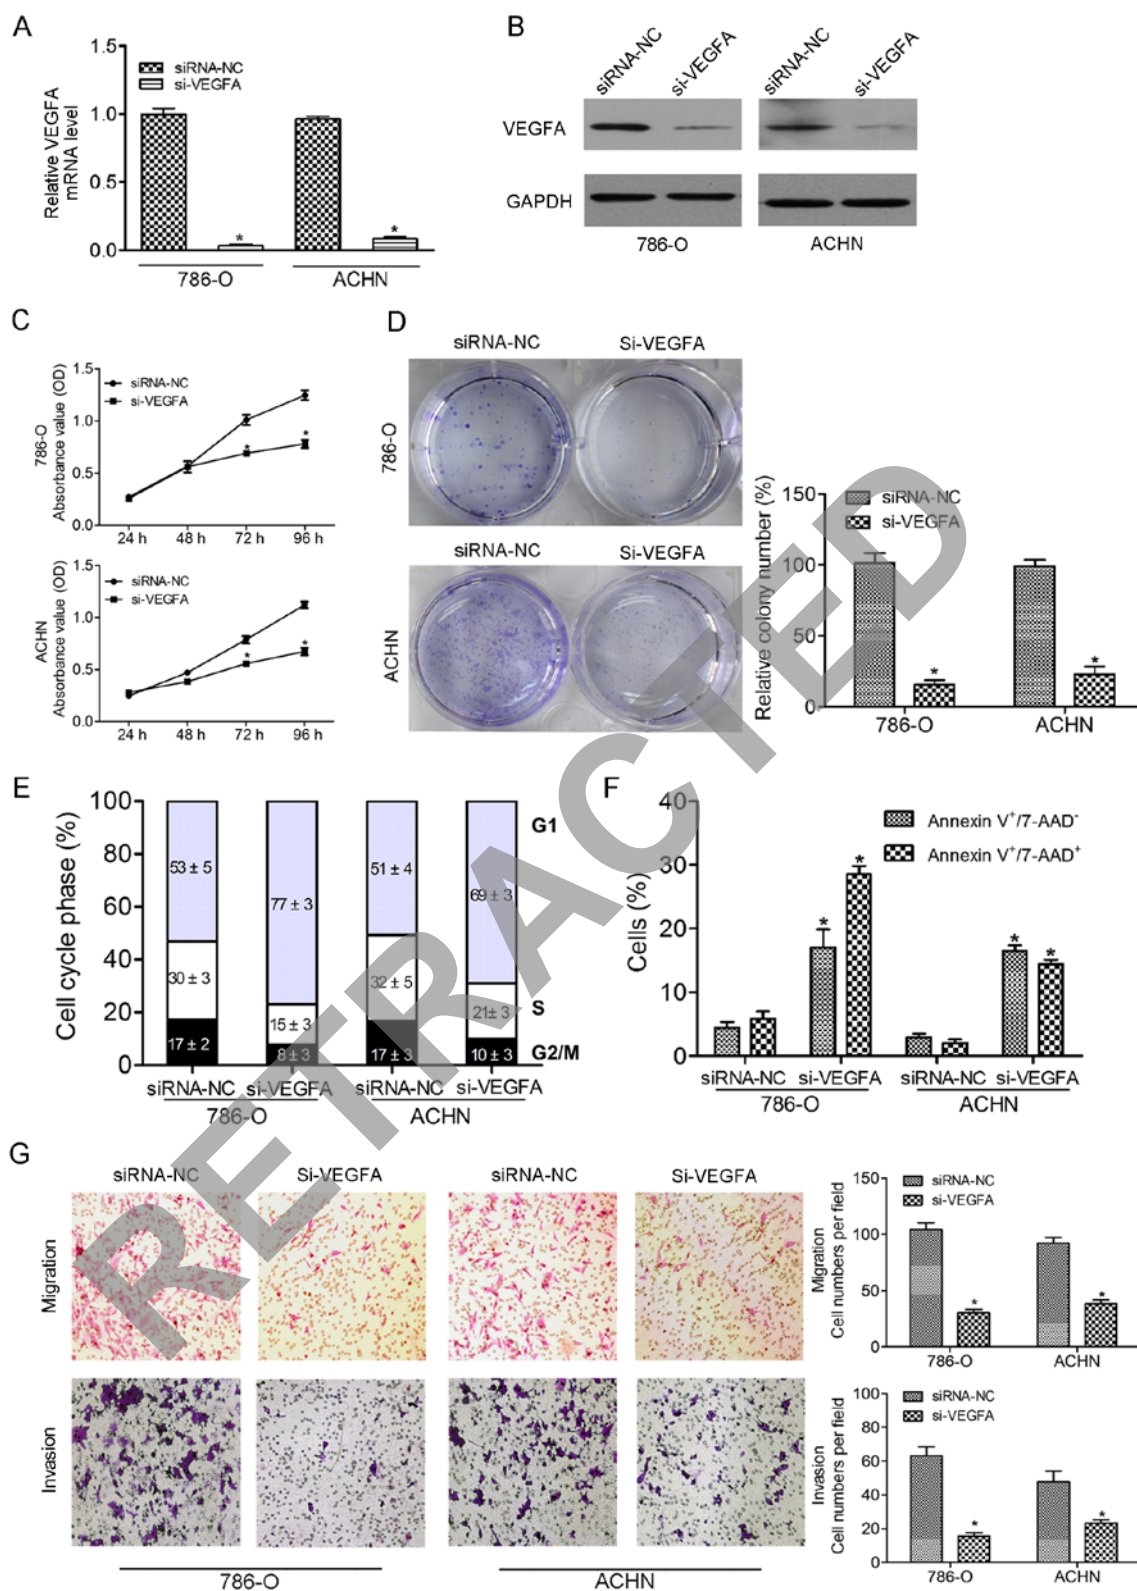 A
1.5
1.0
0.5
0.0
Relative VEGFA
mRNA level
siRNA-NC
si-VEGFA
*
*
786-O
ACHN
B
siRNA-NC
si-VEGFA
siRNA-NC
si-VEGFA
VEGFA
GAPDH
786-O
ACHN
C
786-O
Absorbance value (OD)
1.5
1.0
0.5
0.0
siRNA-NC
si-VEGFA
*
*
24 h
48 h
72 h
96 h
ACHN
Absorbance value (OD)
1.5
1.0
0.5
0.0
siRNA-NC
si-VEGFA
*
*
24 h
48 h
72 h
96 h
D
siRNA-NC
Si-VEGFA
786-O
siRNA-NC
Si-VEGFA
ACHN
Relative colony number (%)
150
100
50
0
siRNA-NC
si-VEGFA
*
*
786-O
ACHN
E
Cell cycle phase (%)
100
80
60
40
20
0
53 ± 5
77 ± 3
51 ± 4
69 ± 3
G1
30 ± 3
15 ± 3
32 ± 5
21 ± 3
S
17 ± 2
8 ± 3
17 ± 3
10 ± 3
G2/M
siRNA-NC
si-VEGFA
siRNA-NC
si-VEGFA
786-O
ACHN
F
Cells (%)
40
30
20
10
0
Annexin V+/7-AAD-
Annexin V+/7-AAD+
*
*
*
*
siRNA-NC
si-VEGFA
siRNA-NC
si-VEGFA
786-O
ACHN
G
siRNA-NC
Si-VEGFA
siRNA-NC
Si-VEGFA
Migration
Invasion
786-O
ACHN
Migration
Cell numbers per field
150
100
50
0
siRNA-NC
si-VEGFA
*
*
786-O
ACHN
Invasion
Cell numbers per field
100
80
60
40
20
0
siRNA-NC
si-VEGFA
*
*
786-O
ACHN
RETRACTED